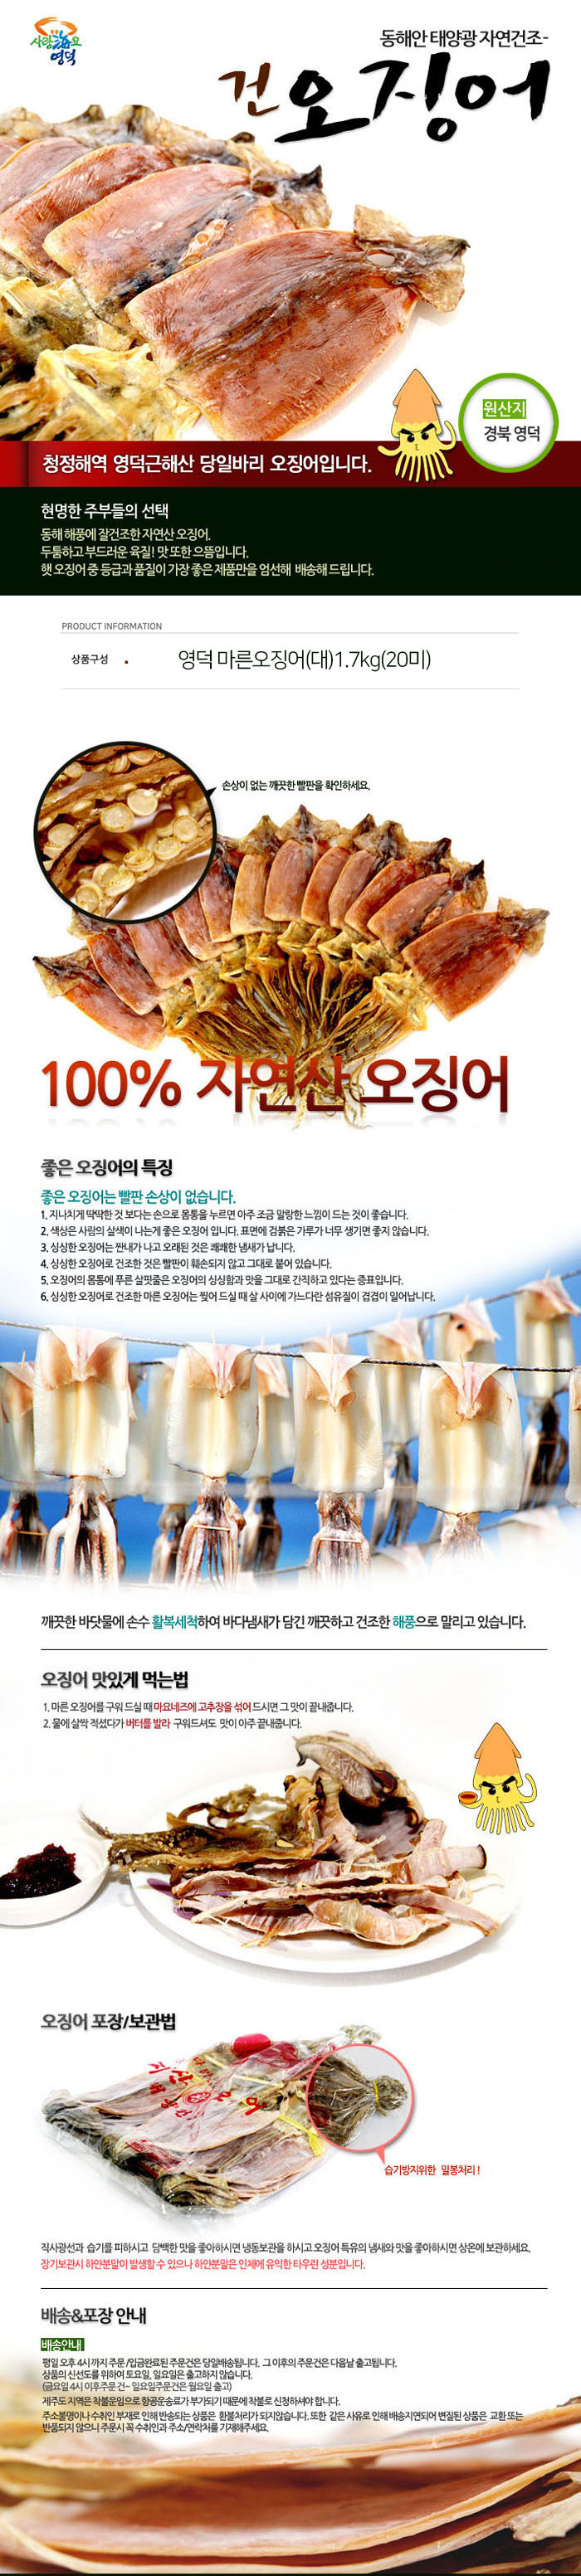 사랑해요
영덕
동해안 태양광 자연건조-
건오징어
원산지
경북 영덕
청정해역 영덕근해산 당일바리 오징어입니다.
현명한 주부들의 선택
동해 해풍에 잘건조한 자연산 오징어.
두툼하고 부드러운 육질! 맛 또한 으뜸입니다.
햇 오징어 중 등급과 품질이 가장 좋은 제품만을 엄선해 배송해 드립니다.
PRODUCT INFORMATION
상품구성
영덕 마른오징어(대)1.7kg(20미)
손상이 없는 깨끗한 빨판을 확인하세요.
100% 자연산 오징어
좋은 오징어의 특징
좋은 오징어는 빨판 손상이 없습니다.
1. 지나치게 딱딱한 것 보다는 손으로 몸통을 누르면 아주 조금 말랑한 느낌이 드는 것이 좋습니다.
2. 색상은 사람의 살색이 나는게 좋은 오징어 입니다. 표면에 검붉은 가루가 너무 생기면 좋지 않습니다.
3. 싱싱한 오징어는 짠내가 나고 오래된 것은 쾌쾌한 냄새가 납니다.
4. 싱싱한 오징어로 건조한 것은 빨판이 훼손되지 않고 그대로 붙어 있습니다.
5. 오징어의 몸통에 푸른 살핏줄은 오징어의 싱싱함과 맛을 그대로 간직하고 있다는 증표입니다.
6. 싱싱한 오징어로 건조한 마른 오징어는 찢어 드실 때 살 사이에 가느다란 섬유질이 겹겹이 일어납니다.
깨끗한 바닷물에 손수 활복세척하여 바다냄새가 담긴 깨끗하고 건조한 해풍으로 말리고 있습니다.
오징어 맛있게 먹는법
1. 마른 오징어를 구워 드실 때 마요네즈에 고추장을 섞어 드시면 그 맛이 끝내줍니다.
2. 물에 살짝 적셨다가 버터를 발라 구워드셔도 맛이 아주 끝내줍니다.
오징어 포장/보관법
습기방지위한 밀봉처리 !
직사광선과 습기를 피하시고 담백한 맛을 좋아하시면 냉동보관을 하시고 오징어 특유의 냄새와 맛을 좋아하시면 상온에 보관하세요.
장기보관시 하얀분말이 발생할 수 있으나 하얀분말은 인체에 유익한 타우린 성분입니다.
배송&포장 안내
배송안내
평일 오후 4시 까지 주문 /입금완료된 주문건은 당일배송됩니다. 그 이후의 주문건은 다음날 출고됩니다.
상품의 신선도를 위하여 토요일, 일요일은 출고하지 않습니다.
(금요일 4시 이후주문 건~ 일요일주문건은 월요일 출고)
제주도 지역은 착불운임으로 항공운송료가 부가되기 때문에 착불로 신청하셔야 합니다.
주소불명이나 수취인 부재로 인해 반송되는 상품은 환불처리가 되지않습니다. 또한 같은 사유로 인해 배송지연되어 변질된 상품은 교환 또는
반품되지 않으니 주문시 꼭 수취인과 주소/연락처를 기재해주세요.